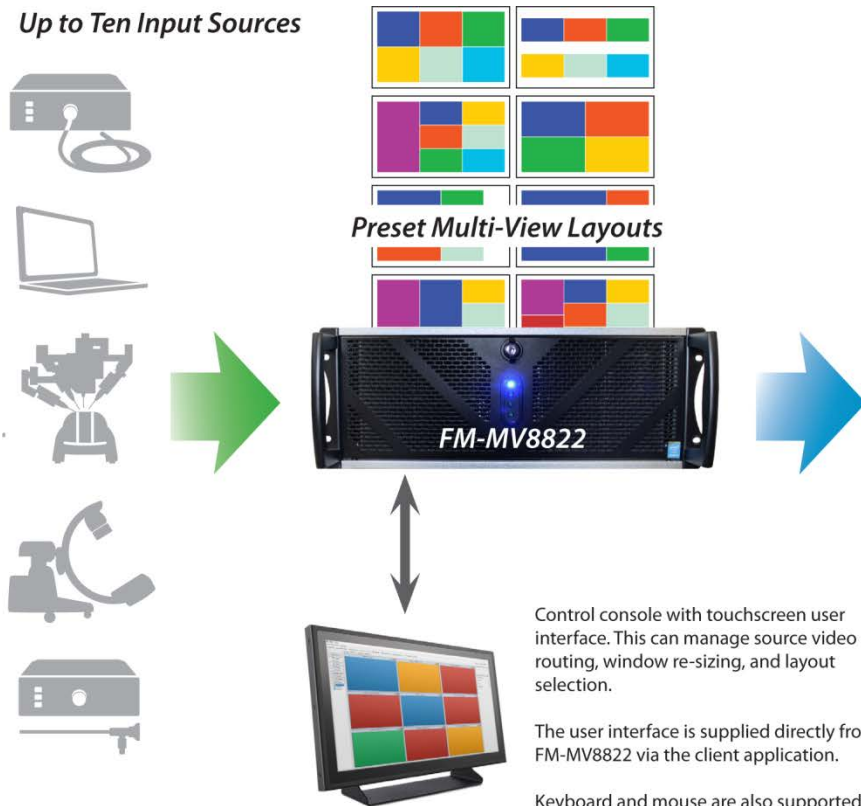 Up to Ten Input Sources
Preset Multi-View Layouts
FM-MV8822
Control console with touchscreen user
interface. This can manage source video
routing, window re-sizing, and layout
selection.
The user interface is supplied directly
FM-MV8822 via the client application.
Keyboard and mouse are also supported